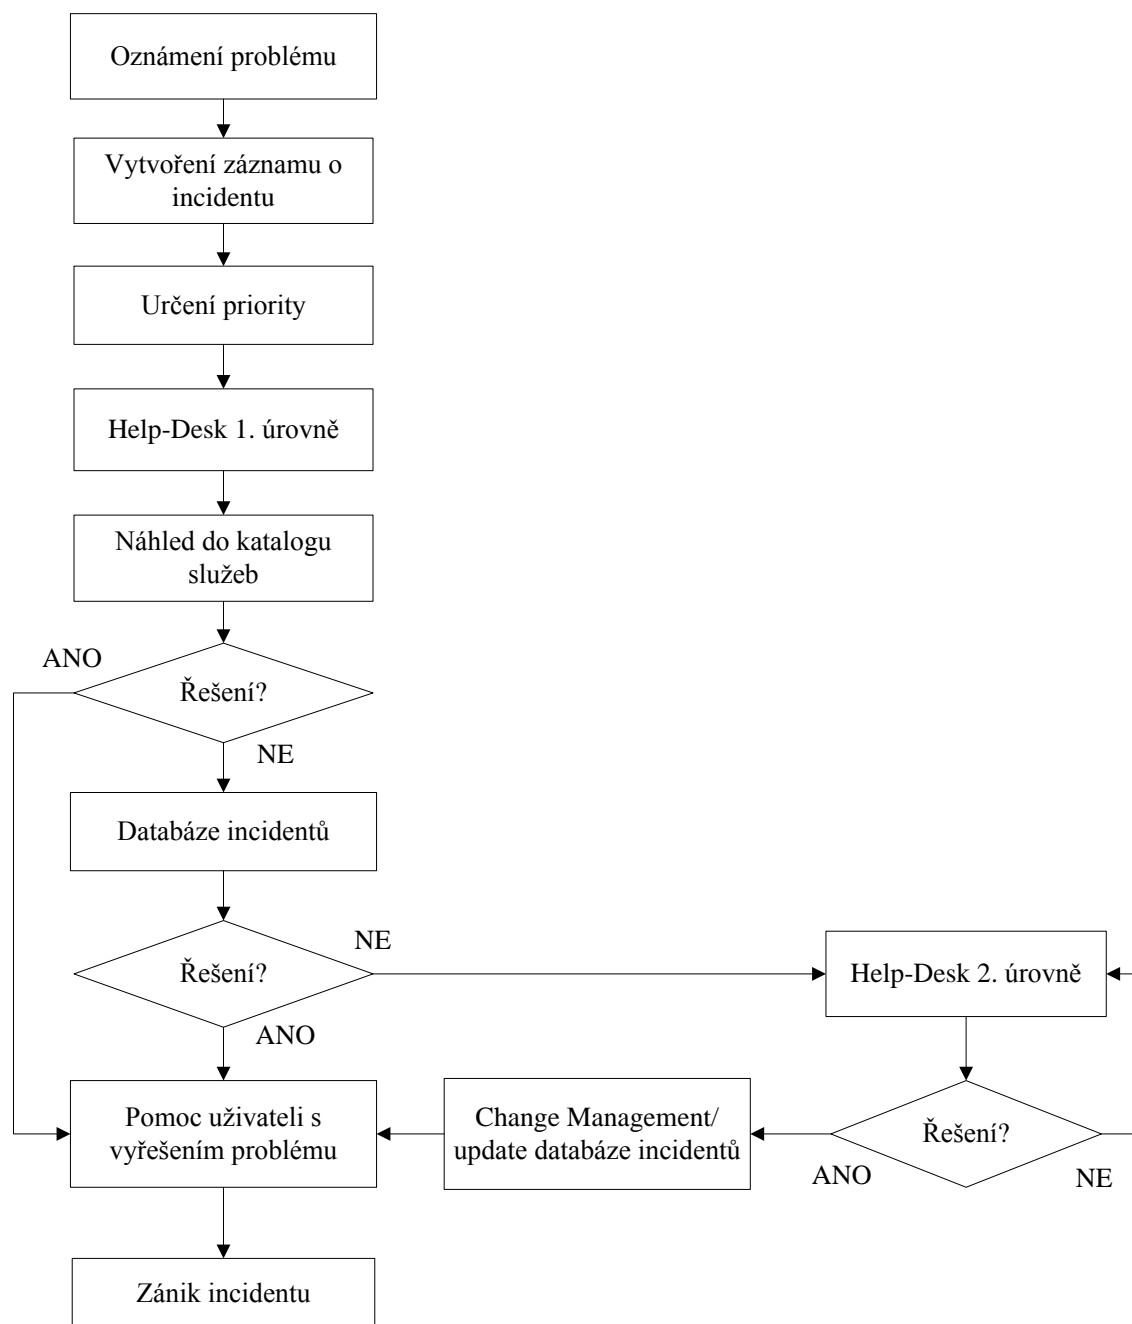 Oznámení problému
Vytvoření záznamu o
incidentu
Určení priority
Help-Desk 1. úrovně
Náhled do katalogu
služeb
ANO
Řešení?
NE
Databáze incidentů
NE
Řešení?
Help-Desk 2. úrovně
ANO
Pomoc uživateli s
vyřešením problému
Change Management/
update databáze incidentů
Řešení?
ANO
NE
Zánik incidentu